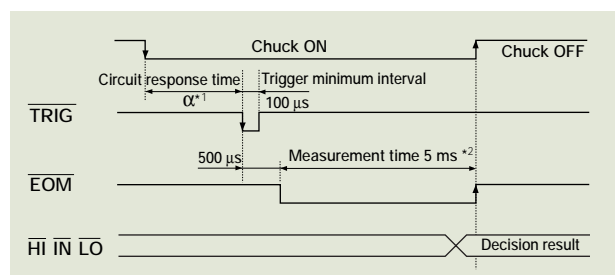 Chuck ON
Chuck OFF
Circuit response time
Trigger minimum interval
α*1
100 µs
TRIG
500 µs
Measurement time 5 ms *2
EOM
HI IN LO
Decision result